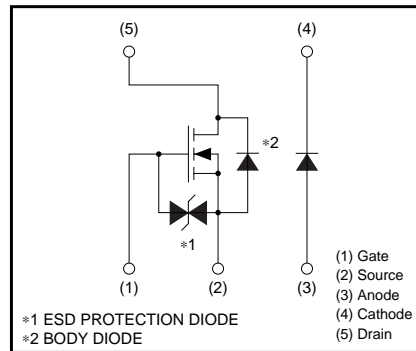 (5) (4)
∗2
∗1
(1) (2) (3)
(1) Gate
(2) Source
(3) Anode
(4) Cathode
(5) Drain
∗1 ESD PROTECTION DIODE
∗2 BODY DIODE